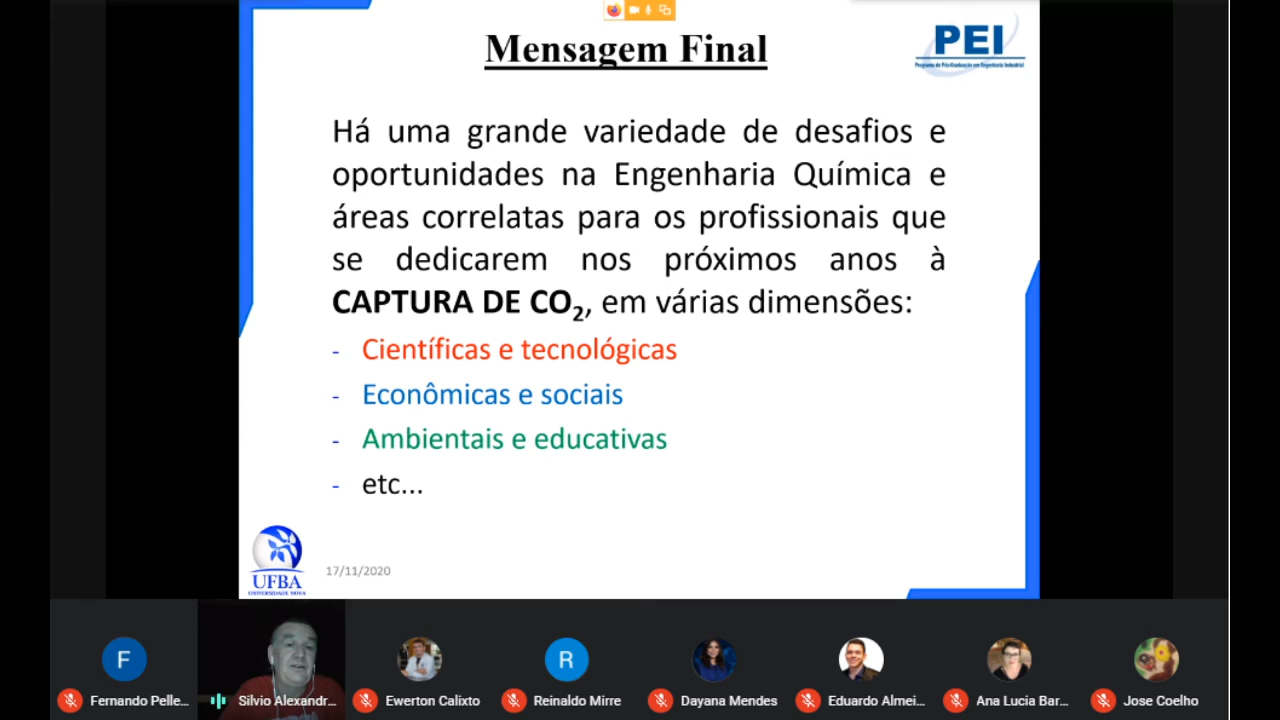 Mensagem Final
PEI
Programa de Pós-Graduação em Engenharia Industrial
Há uma grande variedade de desafios e
oportunidades na Engenharia Química e
áreas correlatas para os profissionais que
se dedicarem nos próximos anos à
CAPTURA DE CO₂, em várias dimensões:
- Científicas e tecnológicas
- Econômicas e sociais
- Ambientais e educativas
- etc...
UFBA
UNIVERSIDADE NOVA
17/11/2020
F
R
Fernando Pelle...
Silvio Alexandr...
Ewerton Calixto
Reinaldo Mirre
Dayana Mendes
Eduardo Almei...
Ana Lucia Bar...
Jose Coelho